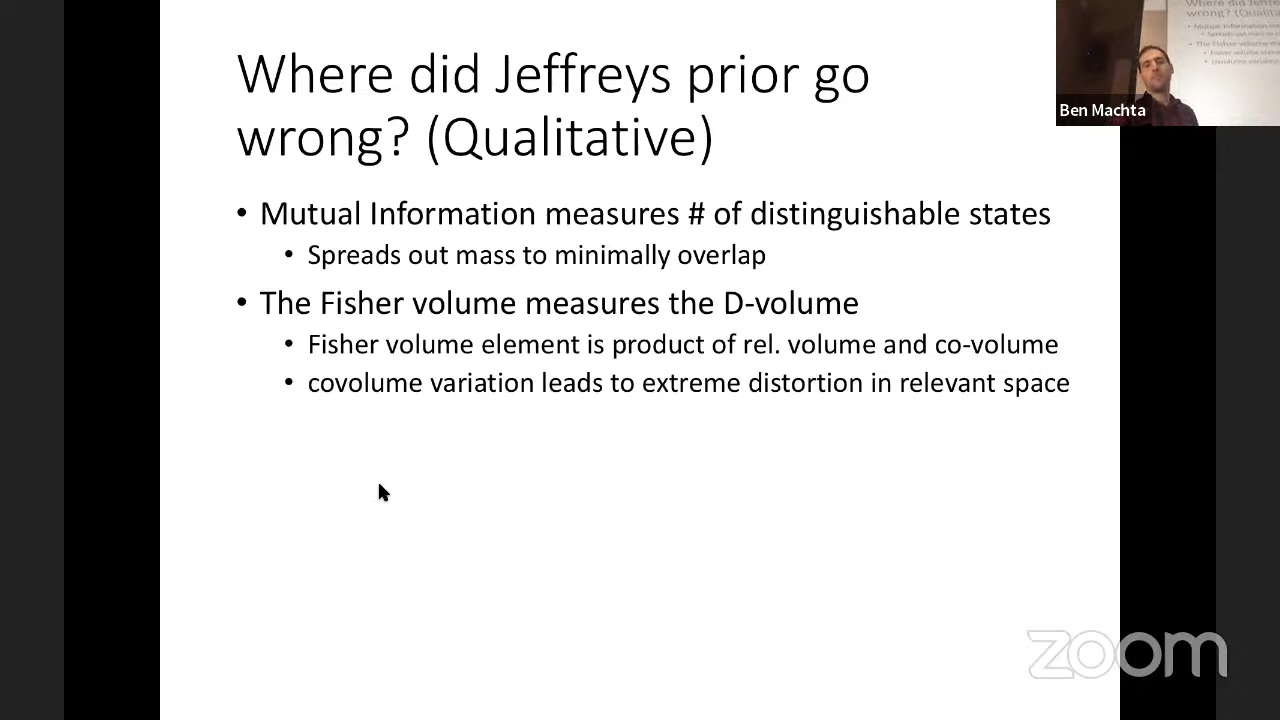 Where did Jeffreys prior go
wrong? (Qualitative)
• Mutual Information measures # of distinguishable states
• Spreads out mass to minimally overlap
• The Fisher volume measures the D-volume
• Fisher volume element is product of rel. volume and co-volume
• covolume variation leads to extreme distortion in relevant space
Ben Machta
zoom